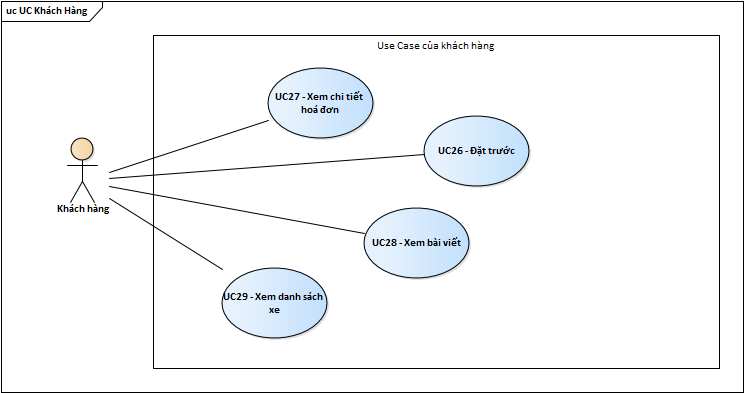 uc UC Khách Hàng
Use Case của khách hàng
UC27 - Xem chi tiết
hoá đơn
UC26 - Đặt trước
Khách hàng
UC28 - Xem bài viết
UC29 - Xem danh sách
xe